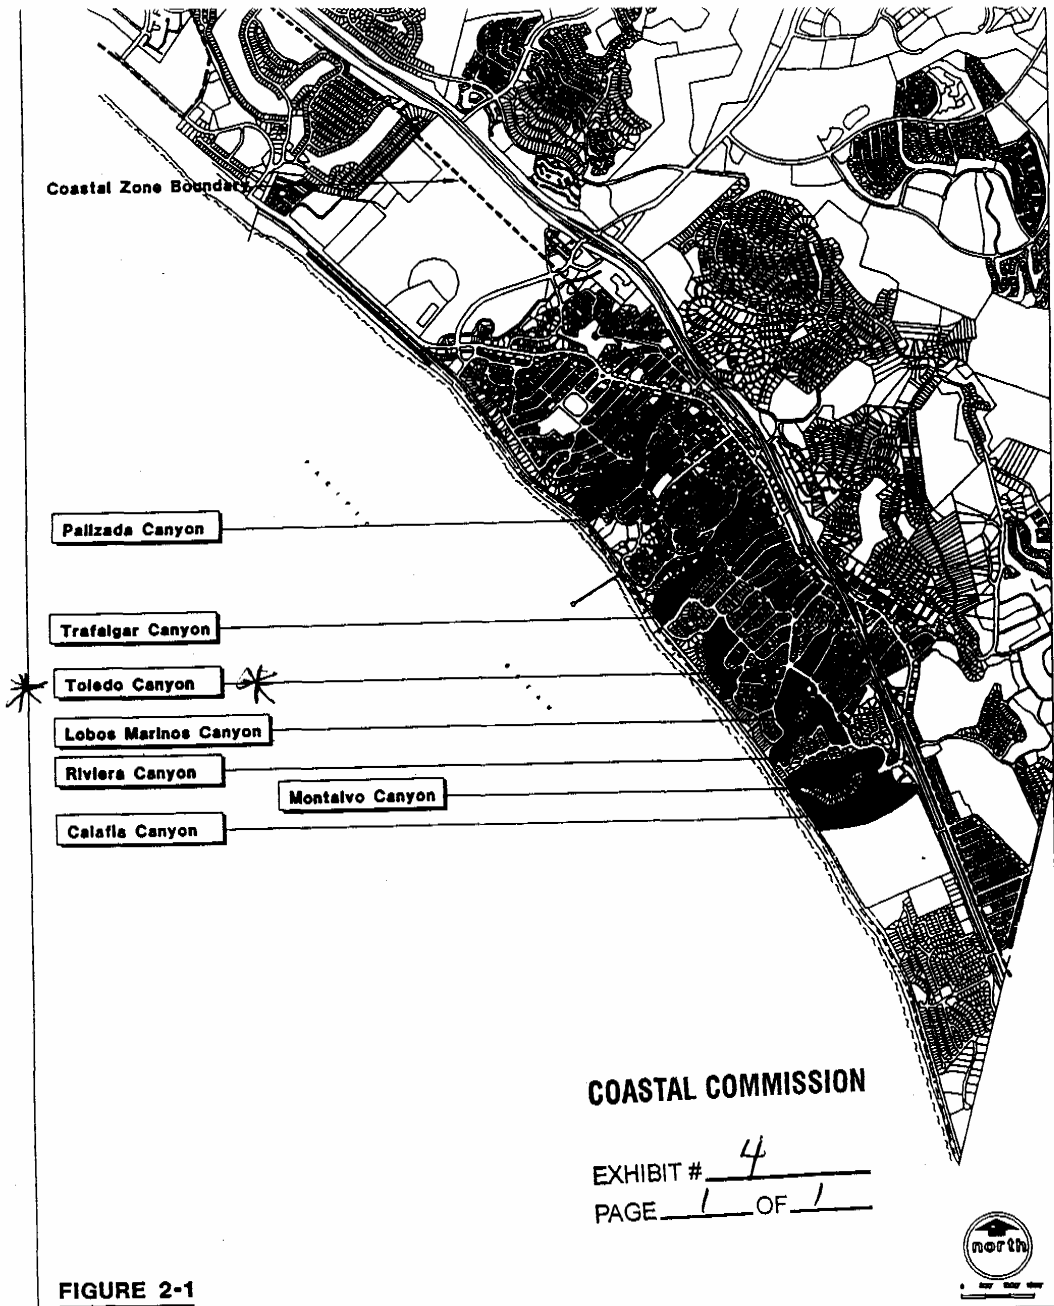 Coastal Zone Boundary
Palizada Canyon
Trafalgar Canyon
Toledo Canyon
Lobos Marinos Canyon
Riviera Canyon
Montalvo Canyon
Calafia Canyon
COASTAL COMMISSION
EXHIBIT # 4
PAGE 1 OF 1
north
FIGURE 2-1